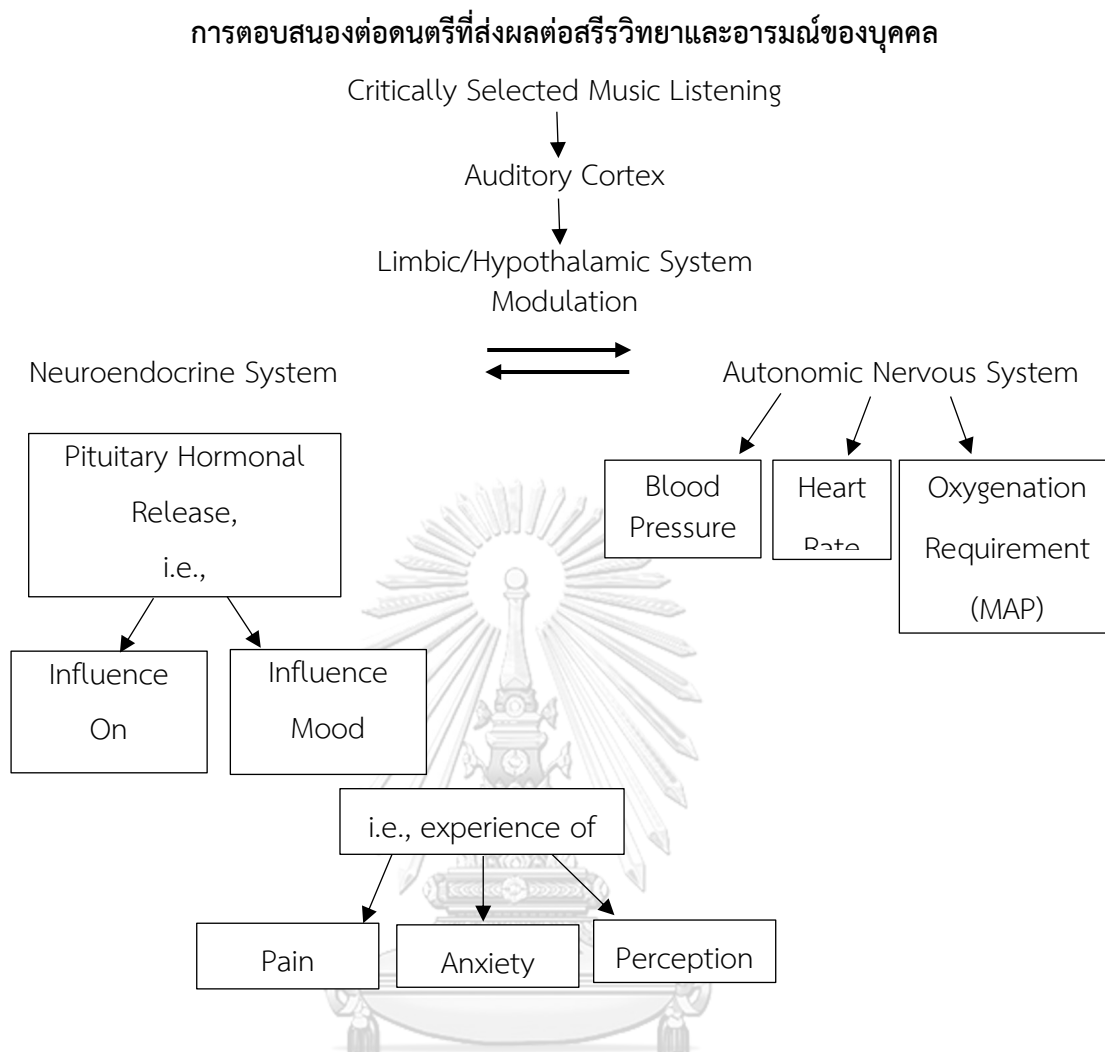 การตอบสนองต่อดนตรีที่ส่งผลต่อสรีรวิทยาและอารมณ์ของบุคคล
Critically Selected Music Listening
Auditory Cortex
Limbic/Hypothalamic System
Modulation
Neuroendocrine System
Autonomic Nervous System
Pituitary Hormonal
Release,
i.e.,
Blood
Pressure
Heart
Rate
Oxygenation
Requirement
(MAP)
Influence
On
Influence
Mood
i.e., experience of
Pain
Anxiety
Perception